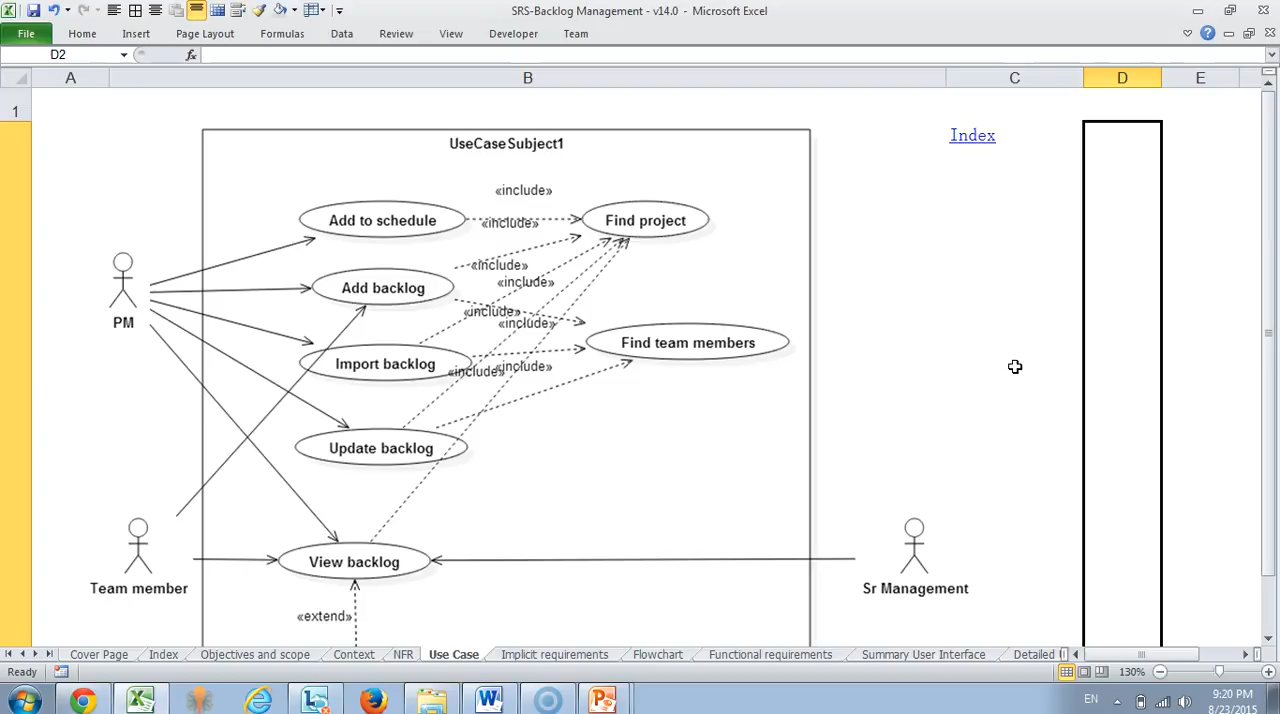 SRS-Backlog Management - v14.0 - Microsoft Excel
File Home Insert Page Layout Formulas Data Review View Developer Team
D2 fx
A B C D E
1
UseCaseSubject1
Index
«include»
Add to schedule Find project
«include»
«include»
PM Add backlog «include»
«include»
«include»
Find team members
Import backlog «include» «include»
Update backlog
Team member View backlog Sr Management
«extend»
Cover Page Index Objectives and scope Context NFR Use Case Implicit requirements Flowchart Functional requirements Summary User Interface Detailed
Ready 130%
EN 9:20 PM
8/23/2015